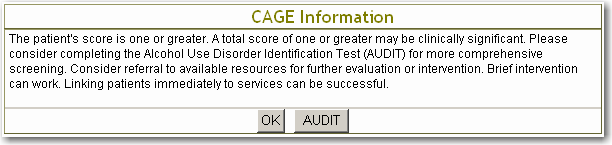 CAGE Information
The patient's score is one or greater. A total score of one or greater may be clinically significant. Please
consider completing the Alcohol Use Disorder Identification Test (AUDIT) for more comprehensive
screening. Consider referral to available resources for further evaluation or intervention. Brief intervention
can work. Linking patients immediately to services can be successful.
OK AUDIT